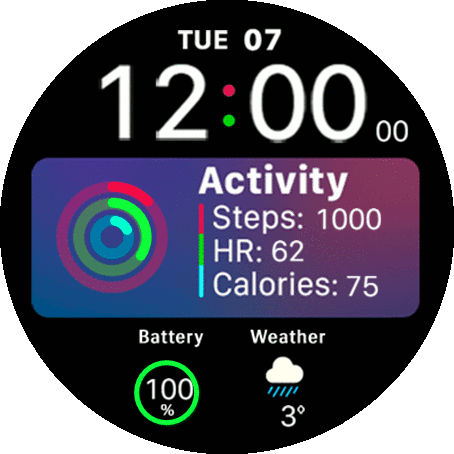 TUE 07
12:00 00
Activity
Steps: 1000
HR: 62
Calories: 75
Battery Weather
100
%
3°